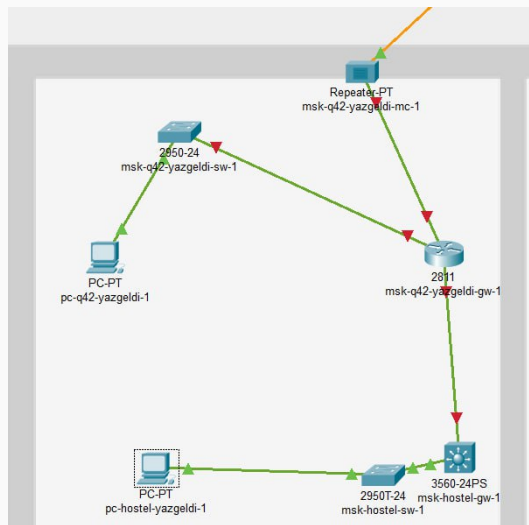 Repeater-PT
msk-q42-yazgeldi-mc-1
2950-24
msk-q42-yazgeldi-sw-1
PC-PT
pc-q42-yazgeldi-1
2811
msk-q42-yazgeldi-gw-1
PC-PT
pc-hostel-yazgeldi-1
2950T-24
msk-hostel-sw-1
3560-24PS
msk-hostel-gw-1